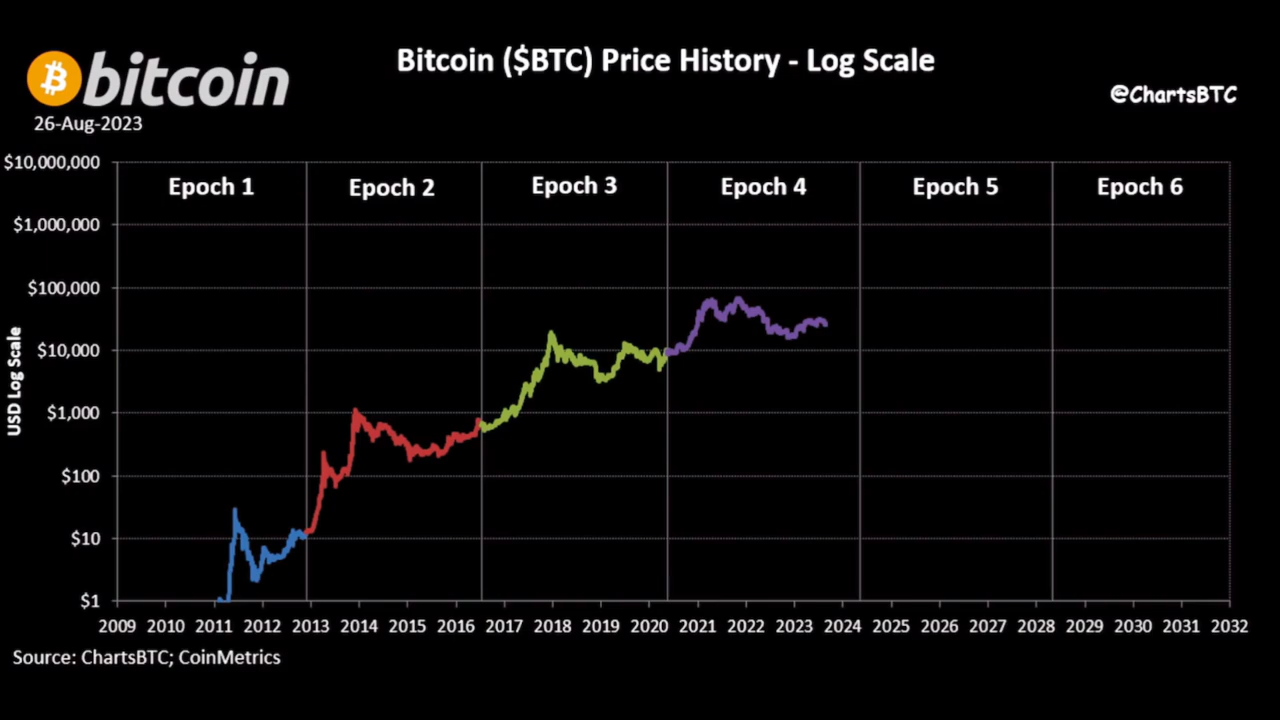 Bitcoin ($BTC) Price History - Log Scale
bitcoin
@ChartsBTC
26-Aug-2023
$10,000,000
Epoch 1 Epoch 2 Epoch 3 Epoch 4 Epoch 5 Epoch 6
$1,000,000
$100,000
$10,000
$1,000
$100
$10
$1
USD Log Scale
2009 2010 2011 2012 2013 2014 2015 2016 2017 2018 2019 2020 2021 2022 2023 2024 2025 2026 2027 2028 2029 2030 2031 2032
Source: ChartsBTC; CoinMetrics